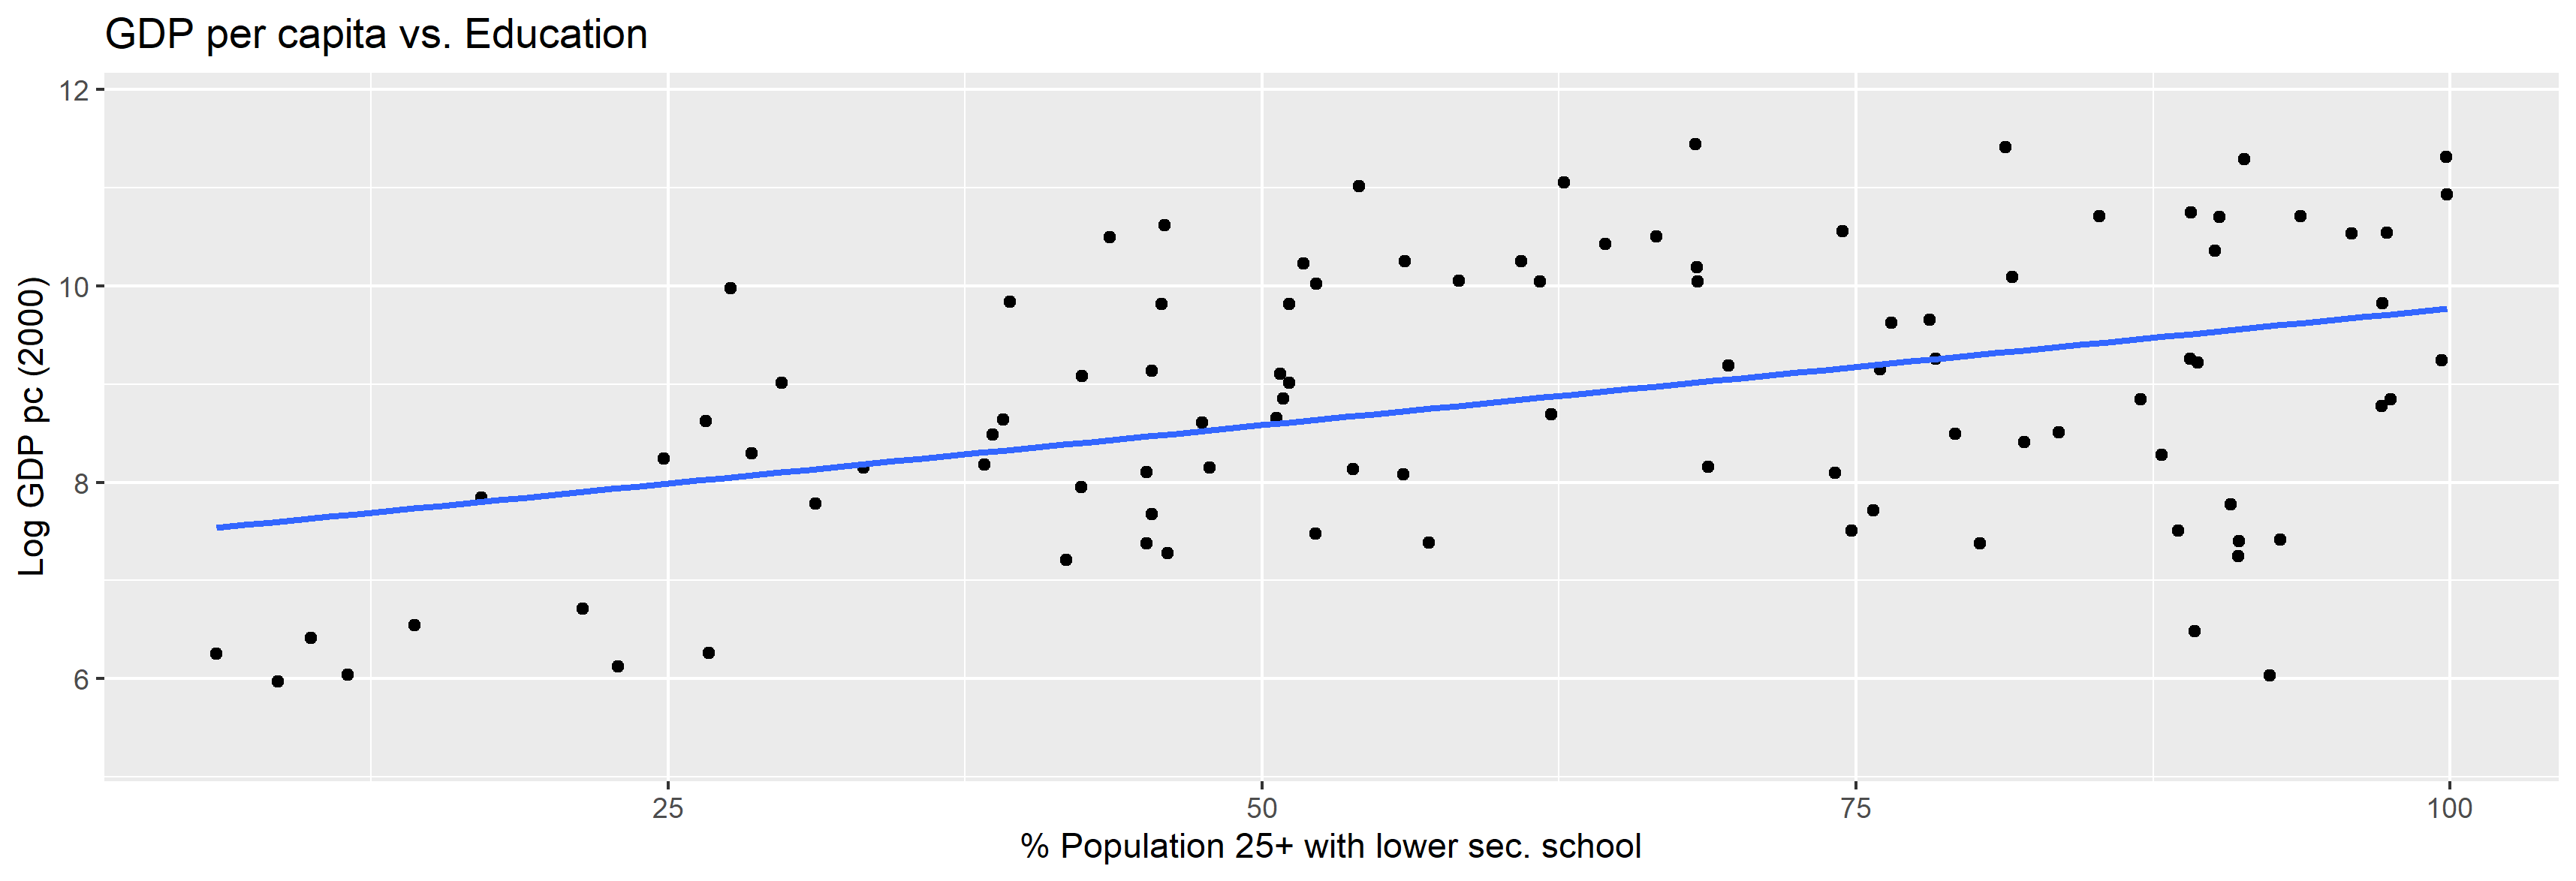 GDP per capita vs. Education
12
10
8
6
Log GDP pc (2000)
25
50
75
100
% Population 25+ with lower sec. school